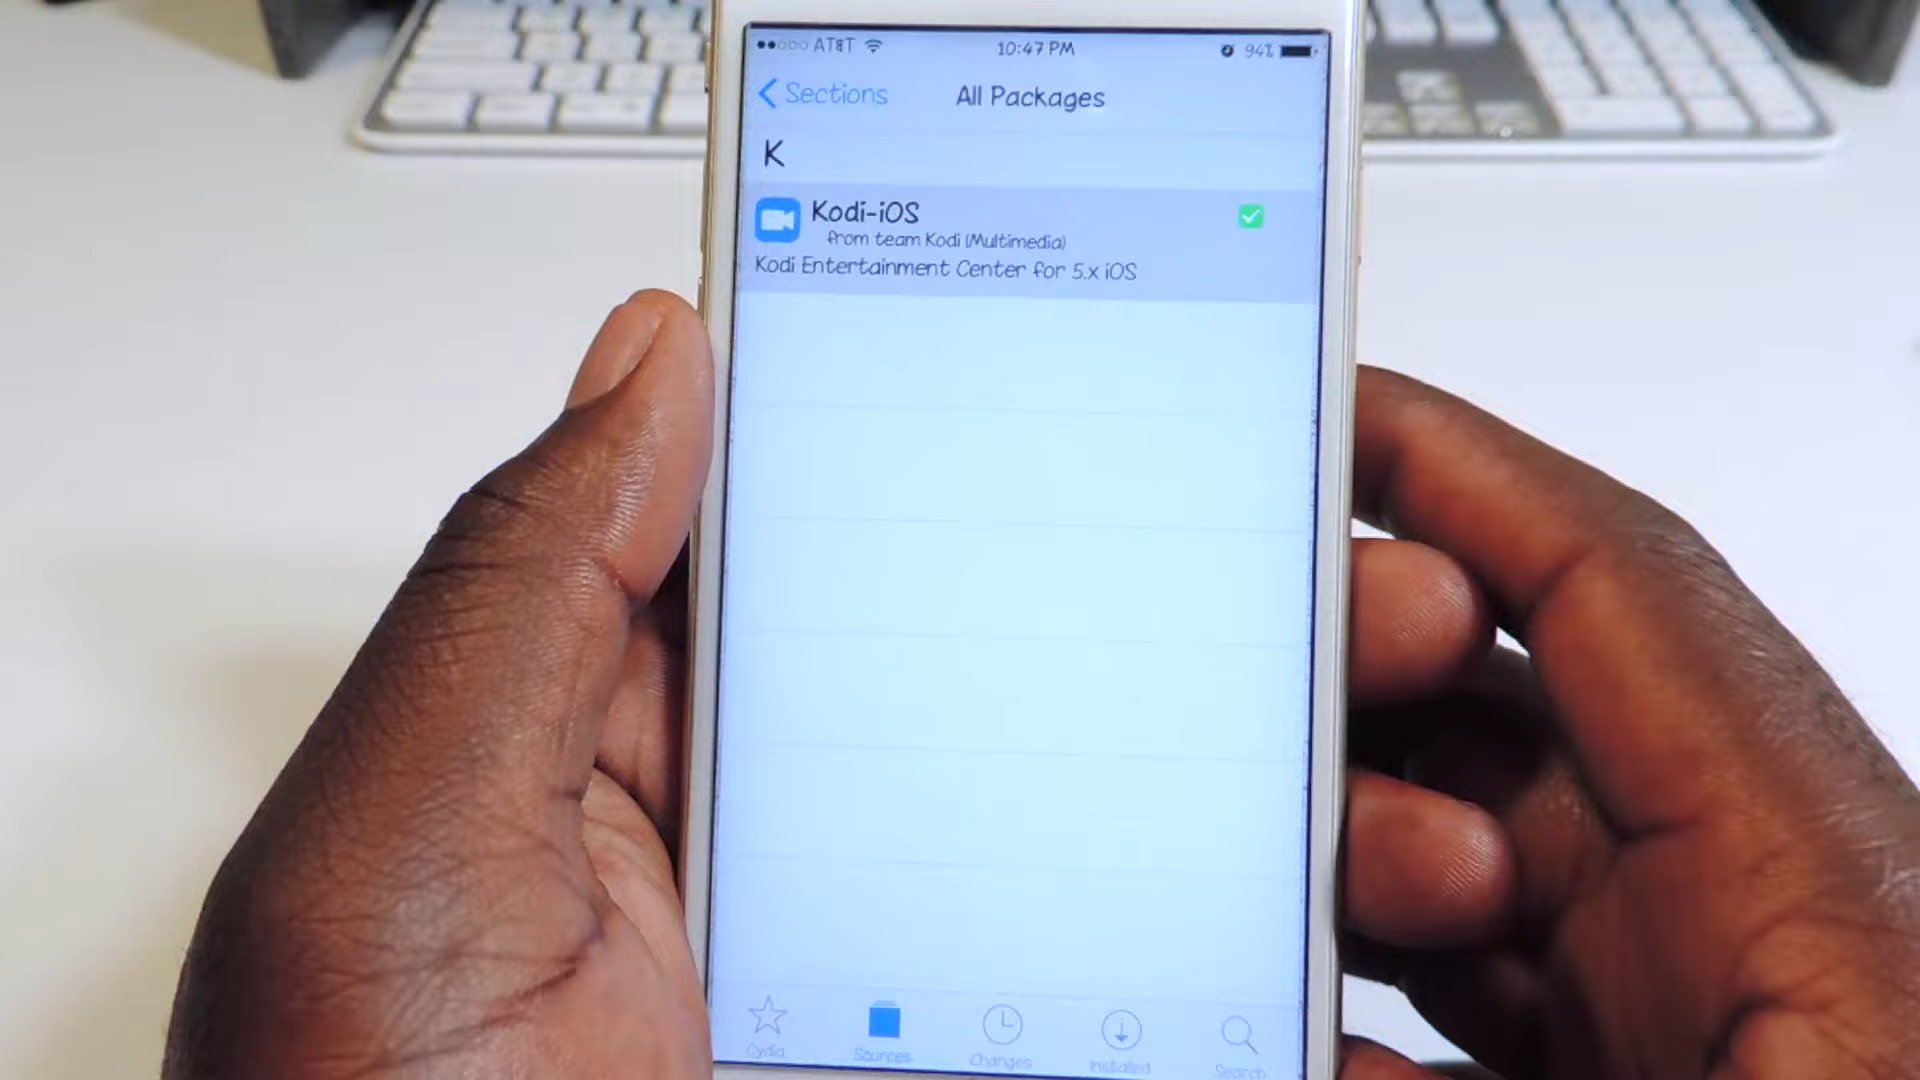 AT&T 10:47 PM 94%
Sections All Packages
K
Kodi-iOS
from team Kodi (Multimedia)
Kodi Entertainment Center for 5.x iOS
Cydia Sources Changes Installed Search